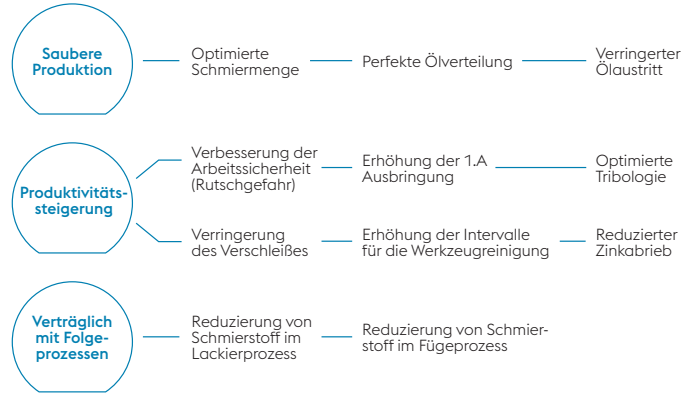 Saubere
Produktion
Optimierte
Schmiermenge
Perfekte Ölverteilung
Verringerter
Ölaustritt
Produktivitäts-
steigerung
Verbesserung der
Arbeitssicherheit
(Rutschgefahr)
Erhöhung der 1.A
Ausbringung
Optimierte
Tribologie
Verringerung
des Verschleißes
Erhöhung der Intervalle
für die Werkzeugreinigung
Reduzierter
Zinkabrieb
Verträglich
mit Folge-
prozessen
Reduzierung von
Schmierstoff im
Lackierprozess
Reduzierung von Schmier-
stoff im Fügeprozess